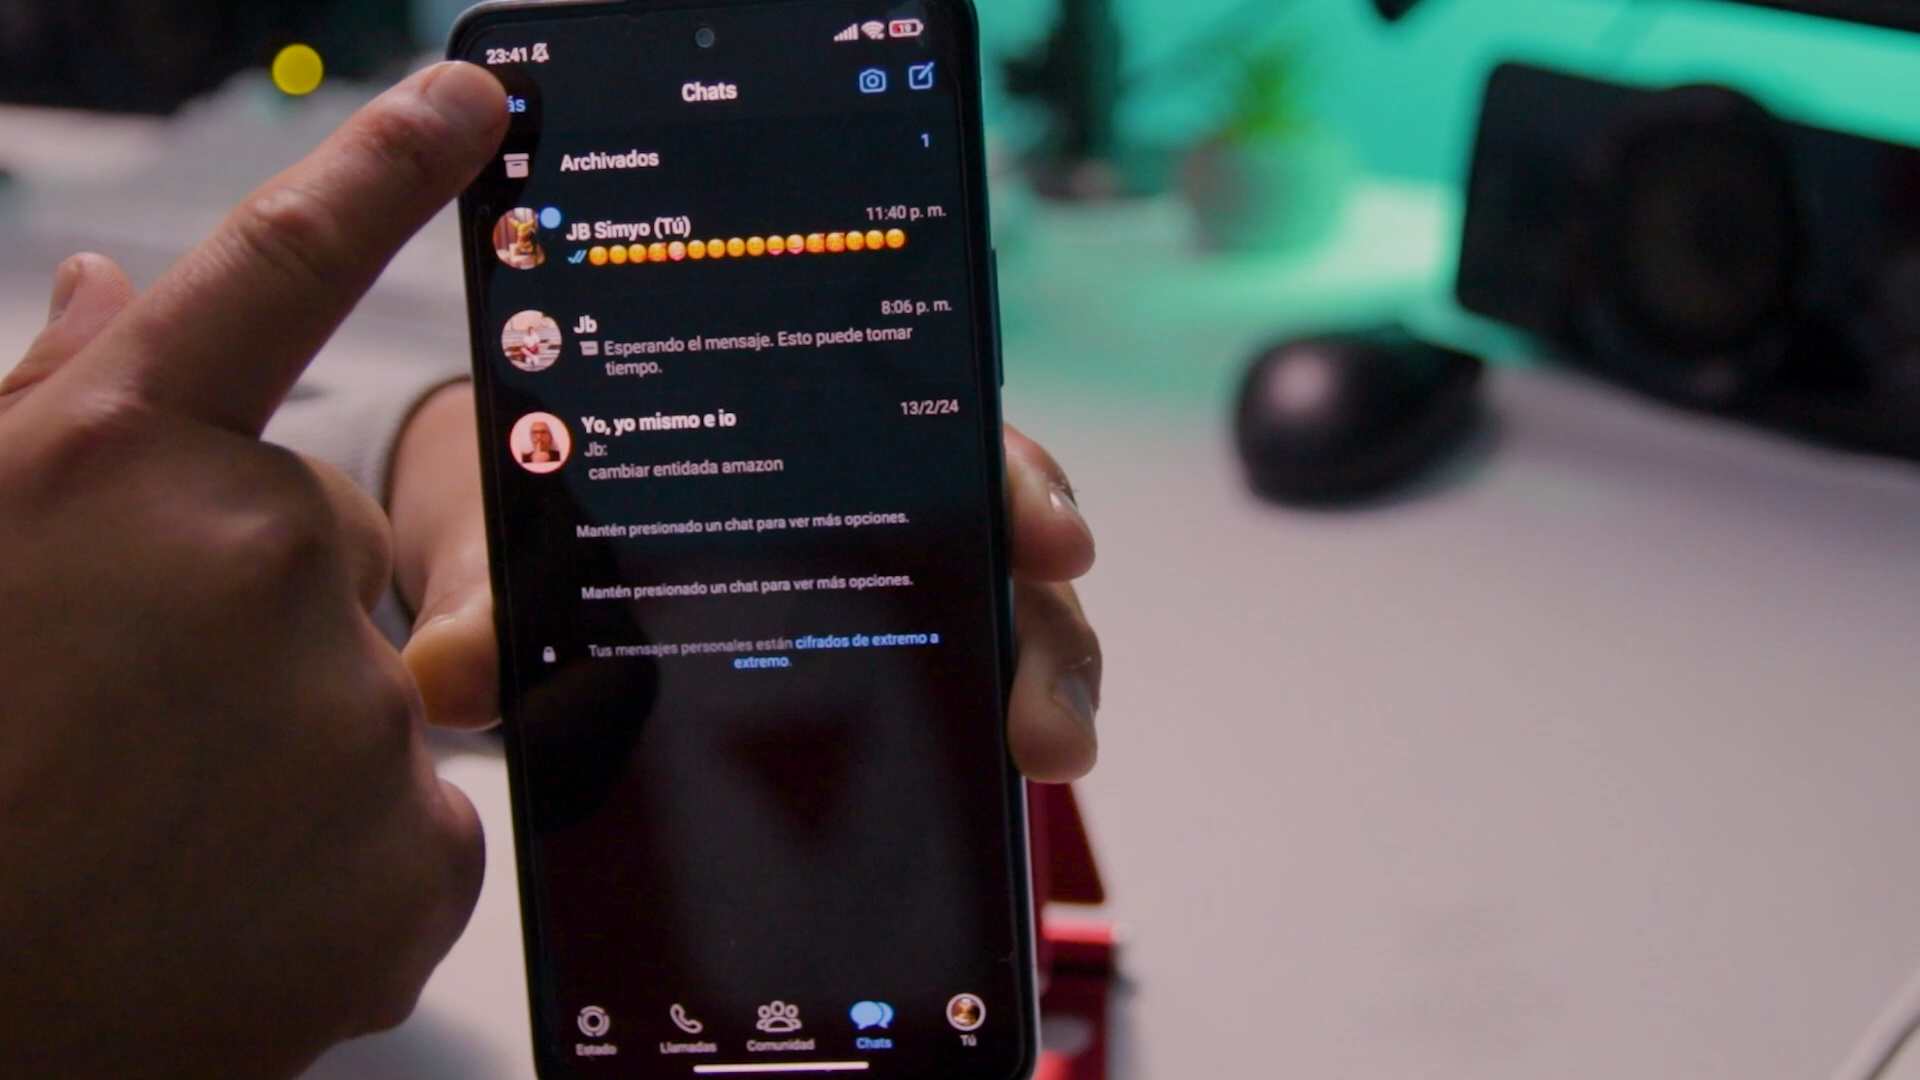 23:41
19
ás
Chats
Archivados
1
JB Simyo (Tú)
11:40 p. m.
Jb
8:06 p. m.
Esperando el mensaje. Esto puede tomar
tiempo.
Yo, yo mismo e io
13/2/24
Jb:
cambiar entidada amazon
Mantén presionado un chat para ver más opciones.
Mantén presionado un chat para ver más opciones.
Tus mensajes personales están cifrados de extremo a
extremo.
Estado
Llamadas
Comunidad
Chats
Tú